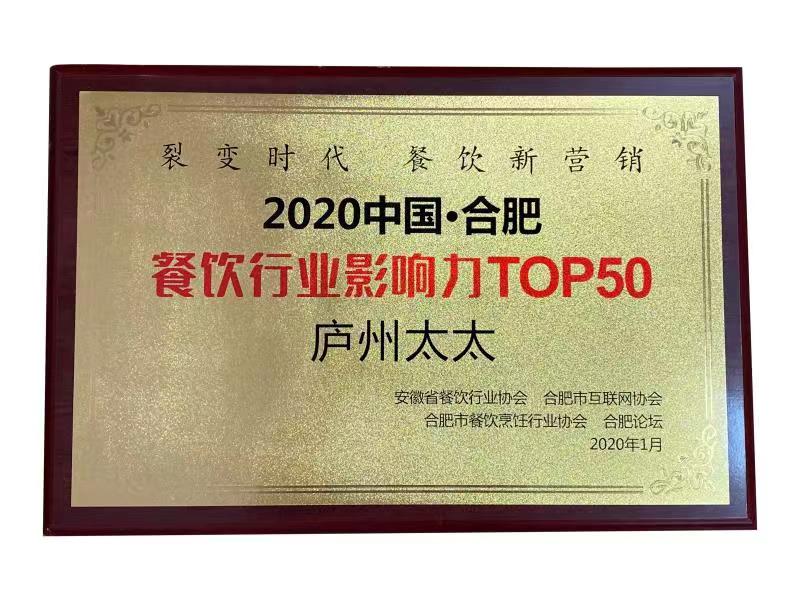 裂变时代 餐饮新营销
2020中国·合肥
餐饮行业影响力TOP50
庐州太太
安徽省餐饮行业协会 合肥市互联网协会
合肥市餐饮烹饪行业协会 合肥论坛
2020年1月